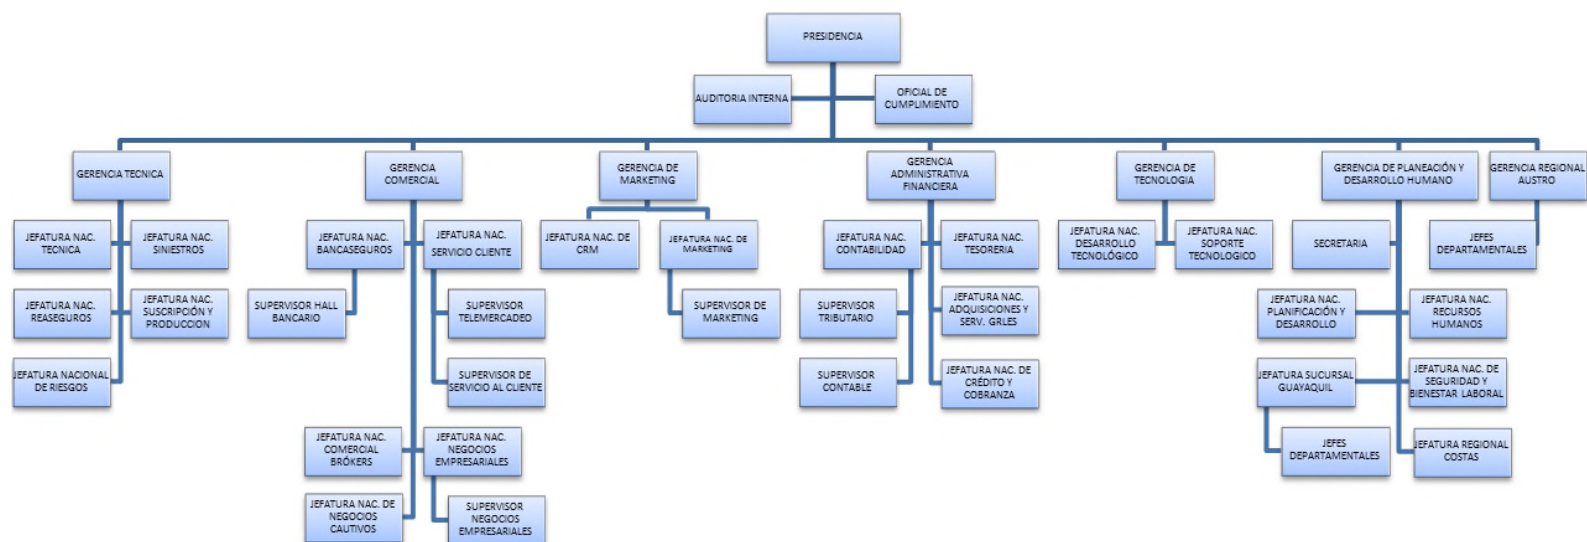 PRESIDENCIA
AUDITORIA INTERNA
OFICIAL DE
CUMPLIMIENTO
GERENCIA TECNICA
GERENCIA
COMERCIAL
GERENCIA DE
MARKETING
GERENCIA
ADMINISTRATIVA
FINANCIERA
GERENCIA DE
TECNOLOGIA
GERENCIA DE PLANEACIÓN Y
DESARROLLO HUMANO
GERENCIA REGIONAL
AUSTRO
JEFATURA NAC.
TECNICA
JEFATURA NAC.
SINIESTROS
JEFATURA NAC.
REASEGUROS
JEFATURA NAC.
SUSCRIPCIÓN Y
PRODUCCION
JEFATURA NACIONAL
DE RIESGOS
JEFATURA NAC.
BANCASEGUROS
JEFATURA NAC.
SERVICIO CLIENTE
SUPERVISOR HALL
BANCARIO
SUPERVISOR
TELEMERCADEO
SUPERVISOR DE
SERVICIO AL CLIENTE
JEFATURA NAC.
COMERCIAL
BRÓKERS
JEFATURA NAC.
NEGOCIOS
EMPRESARIALES
JEFATURA NAC. DE
NEGOCIOS
CAUTIVOS
SUPERVISOR
NEGOCIOS
EMPRESARIALES
JEFATURA NAC. DE
CRM
JEFATURA NAC. DE
MARKETING
SUPERVISOR DE
MARKETING
JEFATURA NAC.
CONTABILIDAD
JEFATURA NAC.
TESORERIA
SUPERVISOR
TRIBUTARIO
JEFATURA NAC.
ADQUISICIONES Y
SERV. GRLES
SUPERVISOR
CONTABLE
JEFATURA NAC. DE
CRÉDITO Y
COBRANZA
JEFATURA NAC.
DESARROLLO
TECNOLÓGICO
JEFATURA NAC.
SOPORTE
TECNOLOGICO
SECRETARIA
JEFATURA NAC.
PLANIFICACIÓN Y
DESARROLLO
JEFATURA NAC.
RECURSOS
HUMANOS
JEFATURA SUCURSAL
GUAYAQUIL
JEFATURA NAC. DE
SEGURIDAD Y
BIENESTAR LABORAL
JEFES
DEPARTAMENTALES
JEFATURA REGIONAL
COSTAS
JEFES
DEPARTAMENTALES